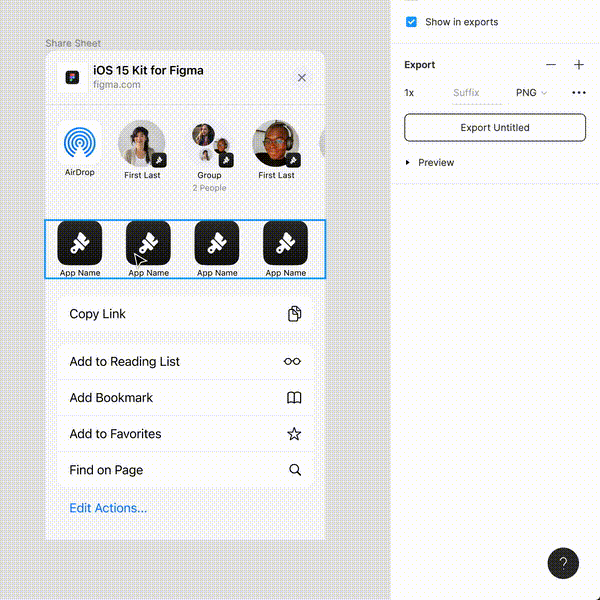 Show in exports
Share Sheet
Export
iOS 15 Kit for Figma
figma.com
1x Suffix PNG
Export Untitled
Preview
AirDrop First Last Group First Last
2 People
App Name App Name App Name App Name
Copy Link
Add to Reading List
Add Bookmark
Add to Favorites
Find on Page
Edit Actions...
?